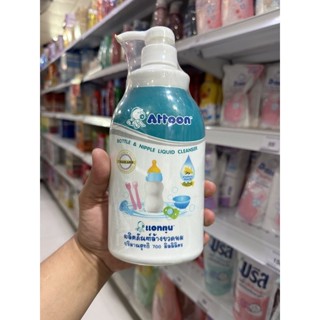 Attoon
BOTTLE & NIPPLE LIQUID CLEANSER
แอทตูน
ผลิตภัณฑ์ล้างขวดนม
ปริมาณสุทธิ 700 มิลลิลิตร